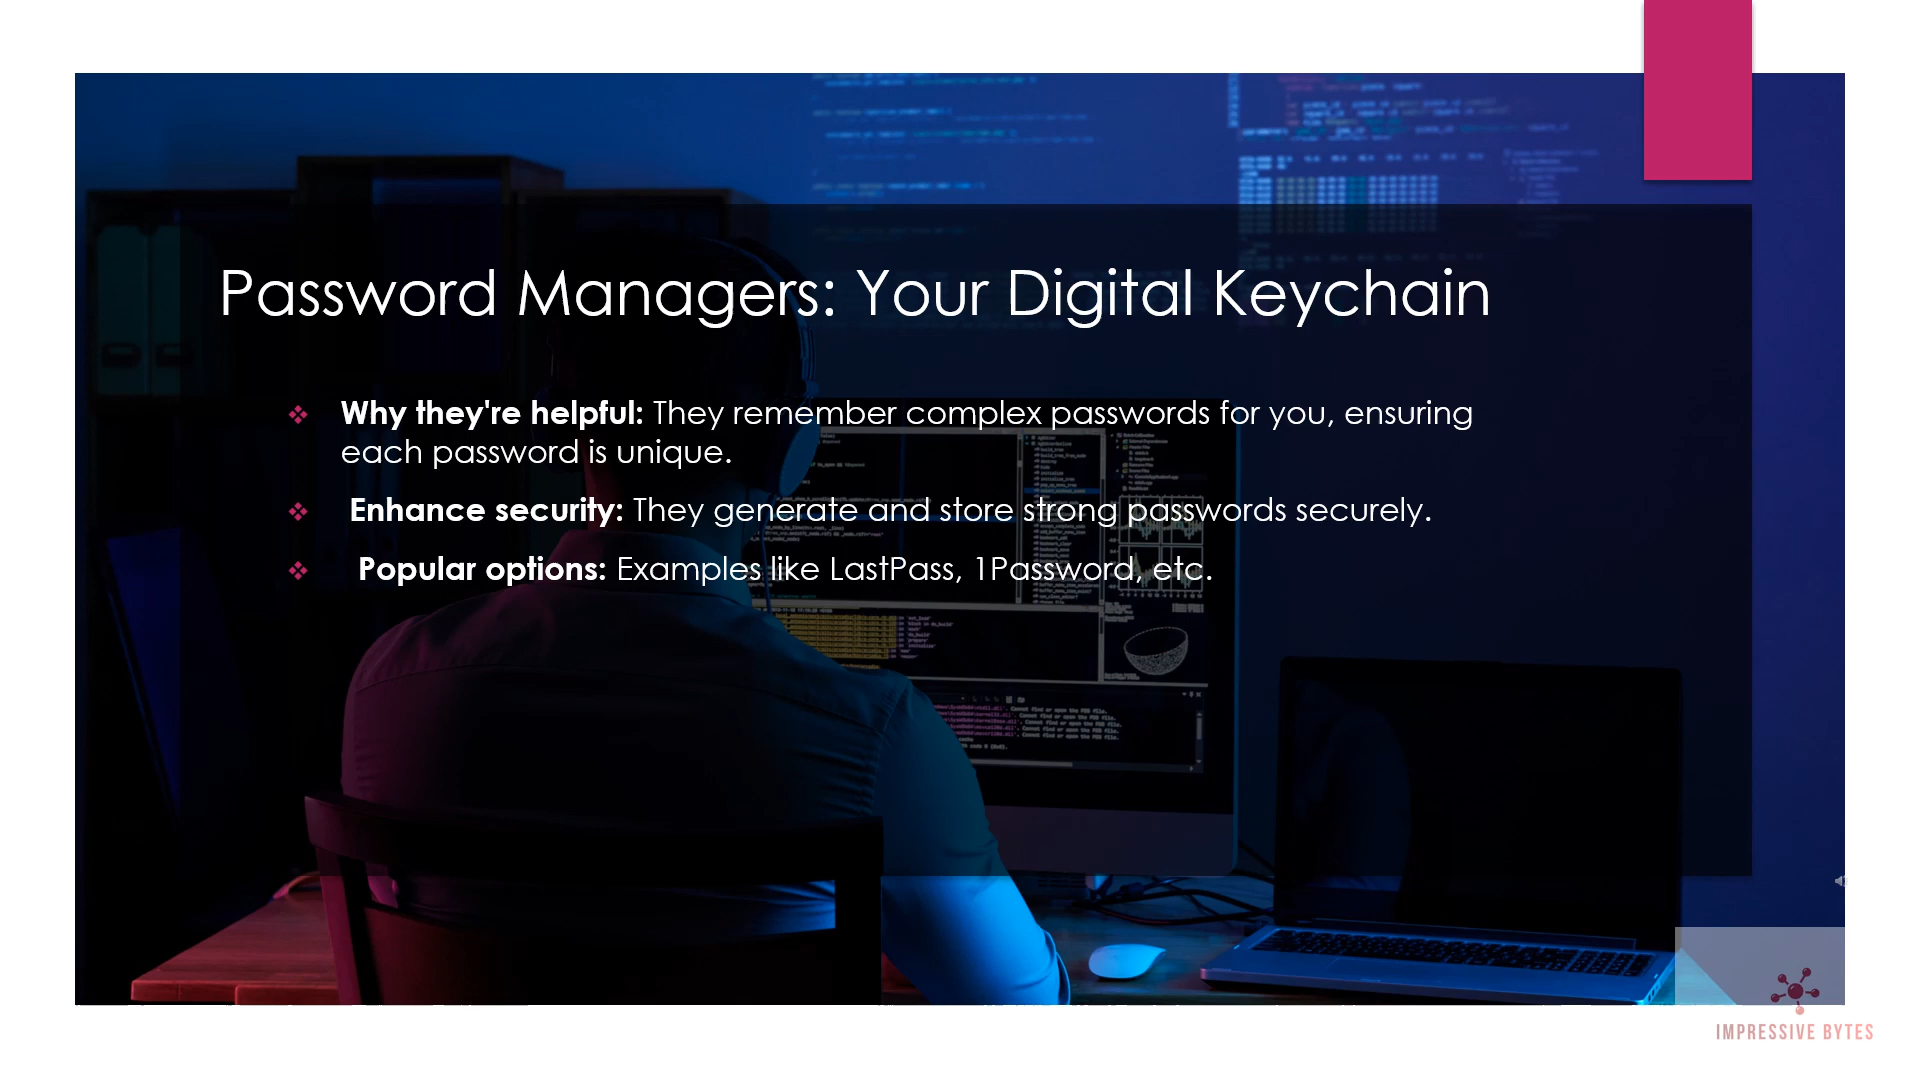 Password Managers: Your Digital Keychain
❖ Why they're helpful: They remember complex passwords for you, ensuring
each password is unique.
❖ Enhance security: They generate and store strong passwords securely.
❖ Popular options: Examples like LastPass, 1Password, etc.
IMPRESSIVE BYTES